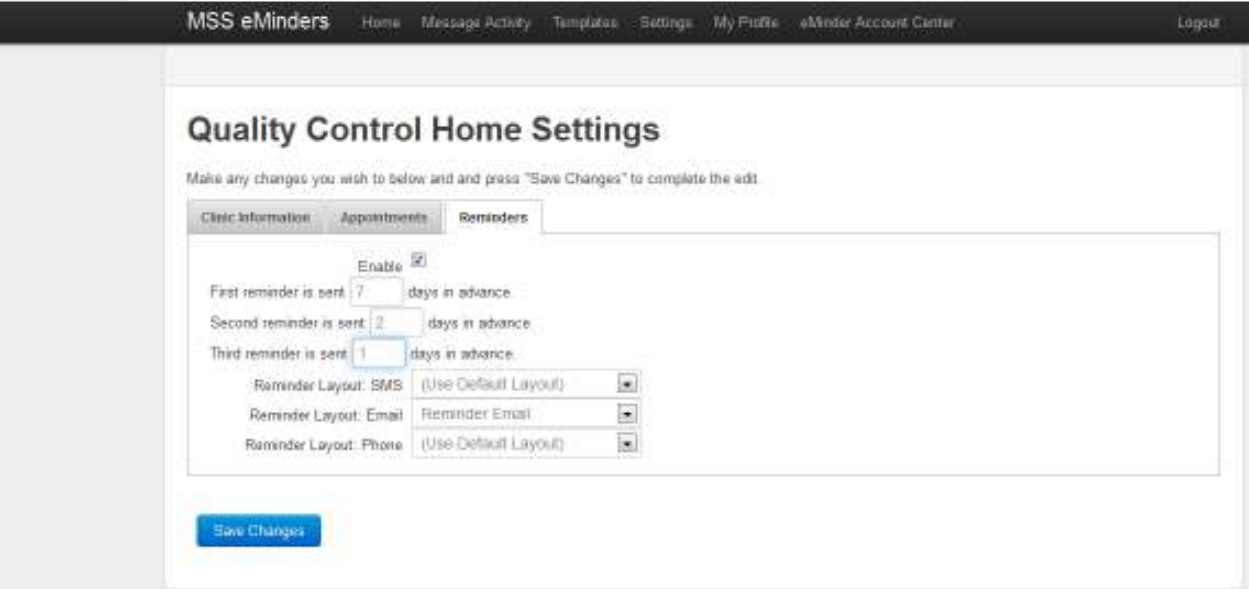 MSS eMinders Home Message Activity Templates Settings My Profile eMinder Account Center Logout
Quality Control Home Settings
Make any changes you wish to below and and press "Save Changes" to complete the edit.
Clinic Information Appointments Reminders
Enable
First reminder is sent 7 days in advance.
Second reminder is sent 2 days in advance.
Third reminder is sent 1 days in advance.
Reminder Layout: SMS (Use Default Layout)
Reminder Layout: Email Reminder Email
Reminder Layout: Phone (Use Default Layout)
Save Changes